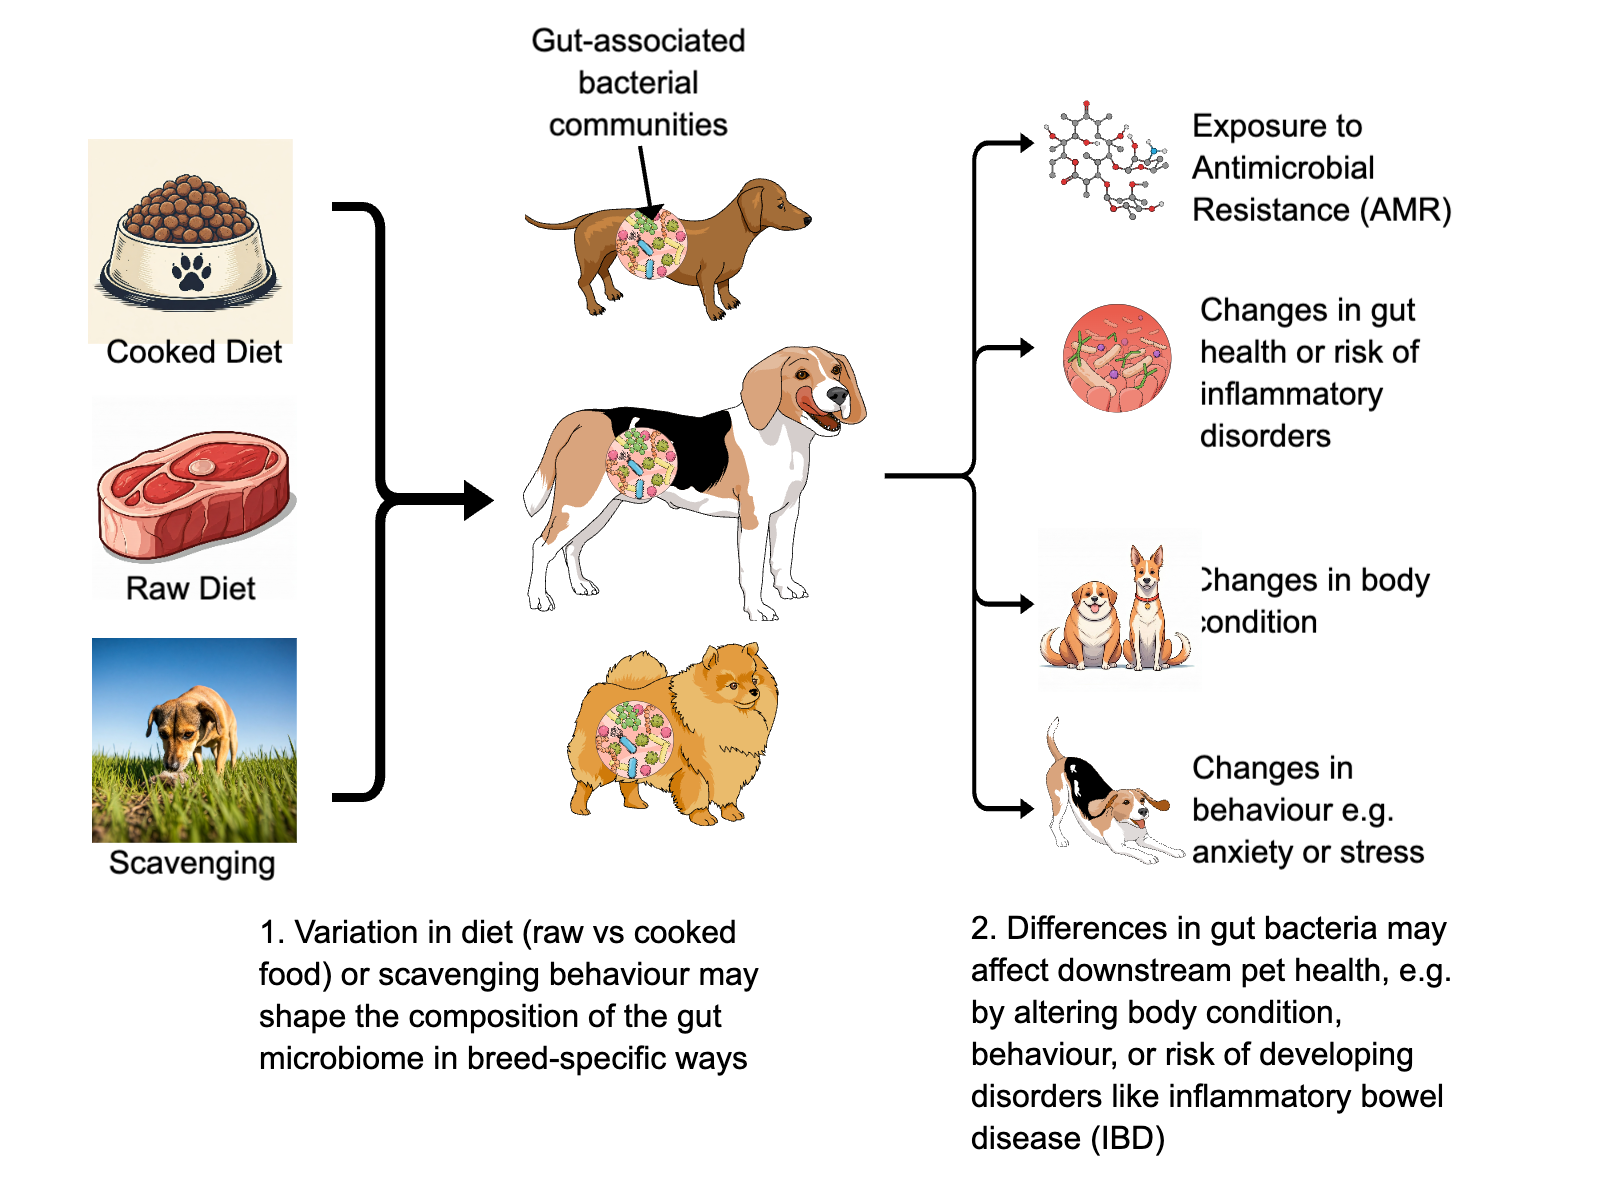 Gut-associated
bacterial
communities
Cooked Diet
Raw Diet
Scavenging
Exposure to
Antimicrobial
Resistance (AMR)
Changes in gut
health or risk of
inflammatory
disorders
Changes in body
condition
Changes in
behaviour e.g.
anxiety or stress
1. Variation in diet (raw vs cooked
food) or scavenging behaviour may
shape the composition of the gut
microbiome in breed-specific ways
2. Differences in gut bacteria may
affect downstream pet health, e.g.
by altering body condition,
behaviour, or risk of developing
disorders like inflammatory bowel
disease (IBD)